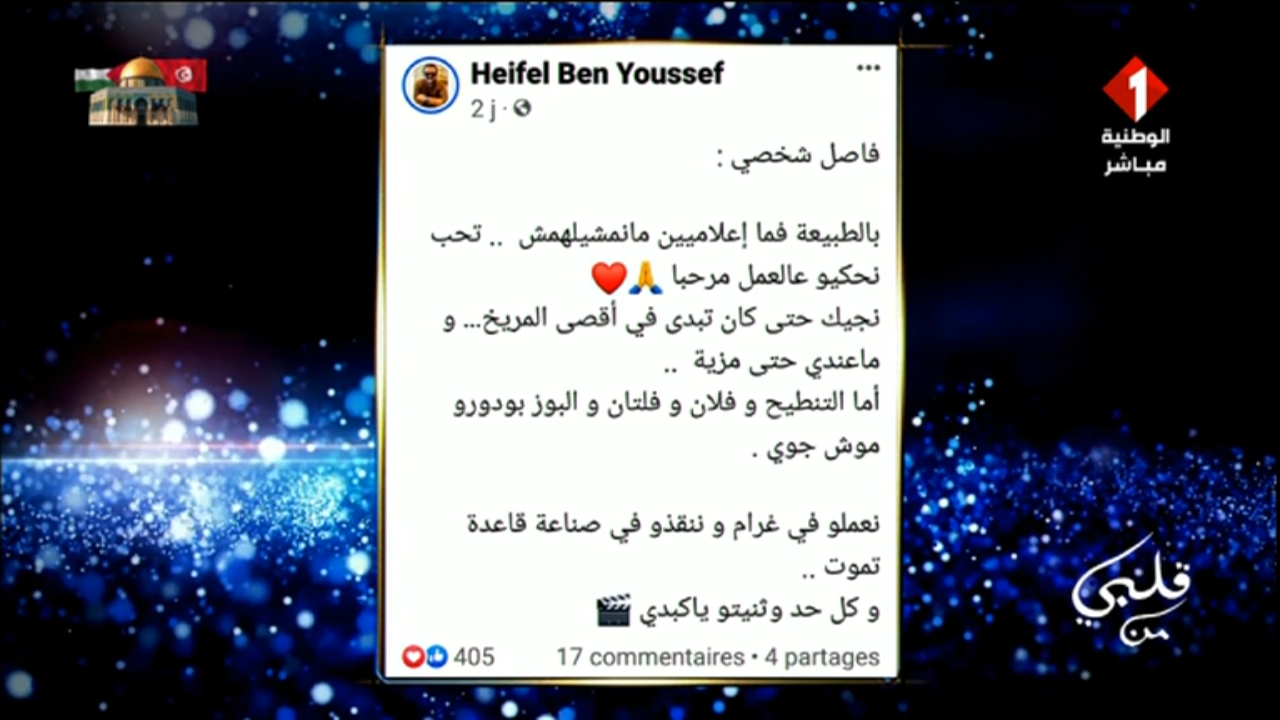 Heifel Ben Youssef
2 j
فاصل شخصي :
بالطبيعة فما إعلاميين مانمشيلهمش .. تحب
نحكيو عالعمل مرحبا 🙏❤️
نجيك حتى كان تبدى في أقصى المريخ... و
ماعندي حتى مزية ..
أما التنطيح و فلان و فلتان و البوز بودورو
موش جوي .
نعملو في غرام و ننقذو في صناعة قاعدة
تموت ..
و كل حد وثنيتو ياكبدي 🎬
405 17 commentaires • 4 partages
1
الوطنية
مباشر
من قلبي